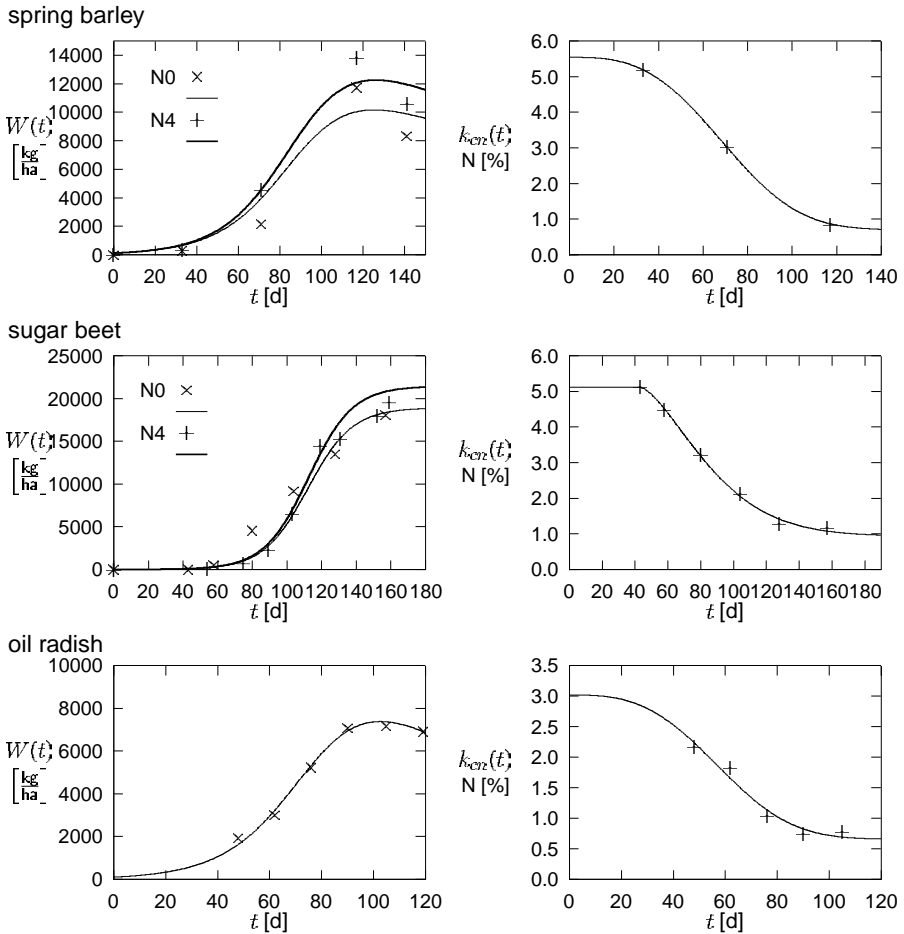 spring barley
14000
12000
10000
8000
6000
4000
2000
0
W(t)
[kg/ha]
N0
N4
0 20 40 60 80 100 120 140
t [d]
6.0
5.0
4.0
3.0
2.0
1.0
0.0
k_cn(t)
N [%]
0 20 40 60 80 100 120 140
t [d]
sugar beet
25000
20000
15000
10000
5000
0
W(t)
[kg/ha]
N0
N4
0 20 40 60 80 100 120 140 160 180
t [d]
6.0
5.0
4.0
3.0
2.0
1.0
0.0
k_cn(t)
N [%]
0 20 40 60 80 100 120 140 160 180
t [d]
oil radish
10000
8000
6000
4000
2000
0
W(t)
[kg/ha]
0 20 40 60 80 100 120
t [d]
3.5
3.0
2.5
2.0
1.5
1.0
0.5
0.0
k_cn(t)
N [%]
0 20 40 60 80 100 120
t [d]